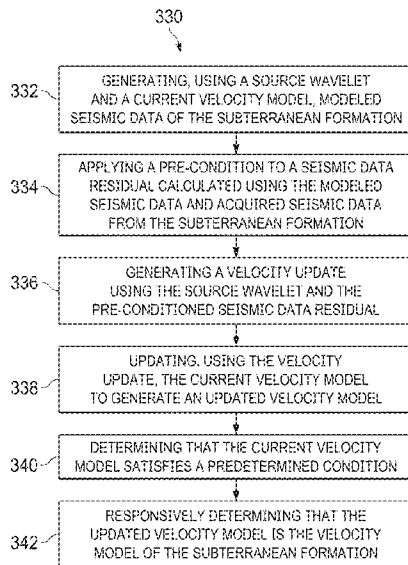 330
332
GENERATING, USING A SOURCE WAVELET
AND A CURRENT VELOCITY MODEL, MODELED
SEISMIC DATA OF THE SUBTERRANEAN FORMATION
334
APPLYING A PRE-CONDITION TO A SEISMIC DATA
RESIDUAL CALCULATED USING THE MODELED
SEISMIC DATA AND ACQUIRED SEISMIC DATA
FROM THE SUBTERRANEAN FORMATION
336
GENERATING A VELOCITY UPDATE
USING THE SOURCE WAVELET AND THE
PRE-CONDITIONED SEISMIC DATA RESIDUAL
338
UPDATING, USING THE VELOCITY
UPDATE, THE CURRENT VELOCITY MODEL
TO GENERATE AN UPDATED VELOCITY MODEL
340
DETERMINING THAT THE CURRENT VELOCITY
MODEL SATISFIES A PREDETERMINED CONDITION
342
RESPONSIVELY DETERMINING THAT THE
UPDATED VELOCITY MODEL IS THE VELOCITY
MODEL OF THE SUBTERRANEAN FORMATION